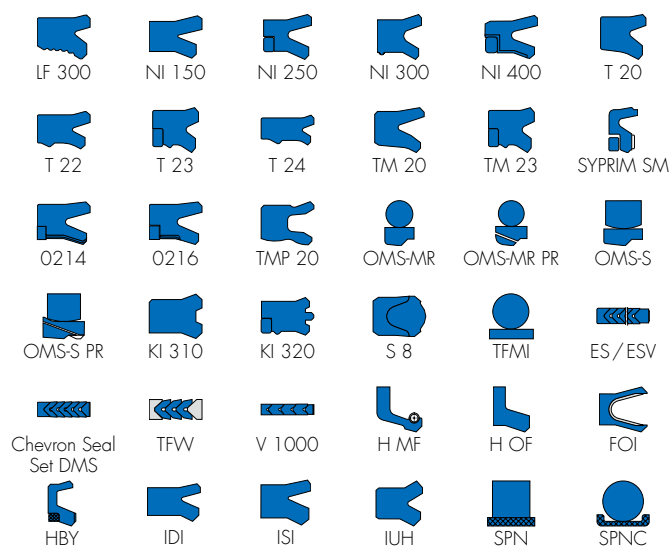 LF 300 NI 150 NI 250 NI 300 NI 400 T 20
T 22 T 23 T 24 TM 20 TM 23 SYPRIM SM
0214 0216 TMP 20 OMS-MR OMS-MR PR OMS-S
OMS-S PR KI 310 KI 320 S 8 TFMI ES/ESV
Chevron Seal TFW V 1000 H MF H OF FOI
Set DMS
HBY IDI ISI IUH SPN SPNC